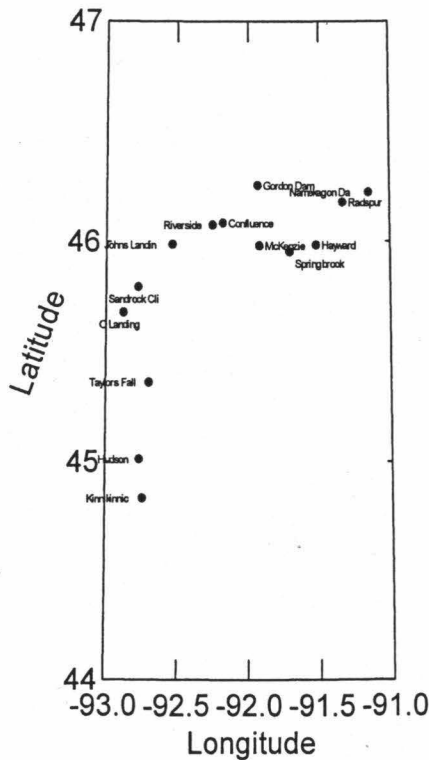 47
Gordon Dam
Namekagon Da
Radspur
Riverside
Confluence
46
Johns Landin
McKenzie
Hayward
Springbrook
Sandrock Cli
O Landing
Latitude
Taylors Fall
45
Hudson
Kinnikinnic
44
-93.0 -92.5 -92.0 -91.5 -91.0
Longitude